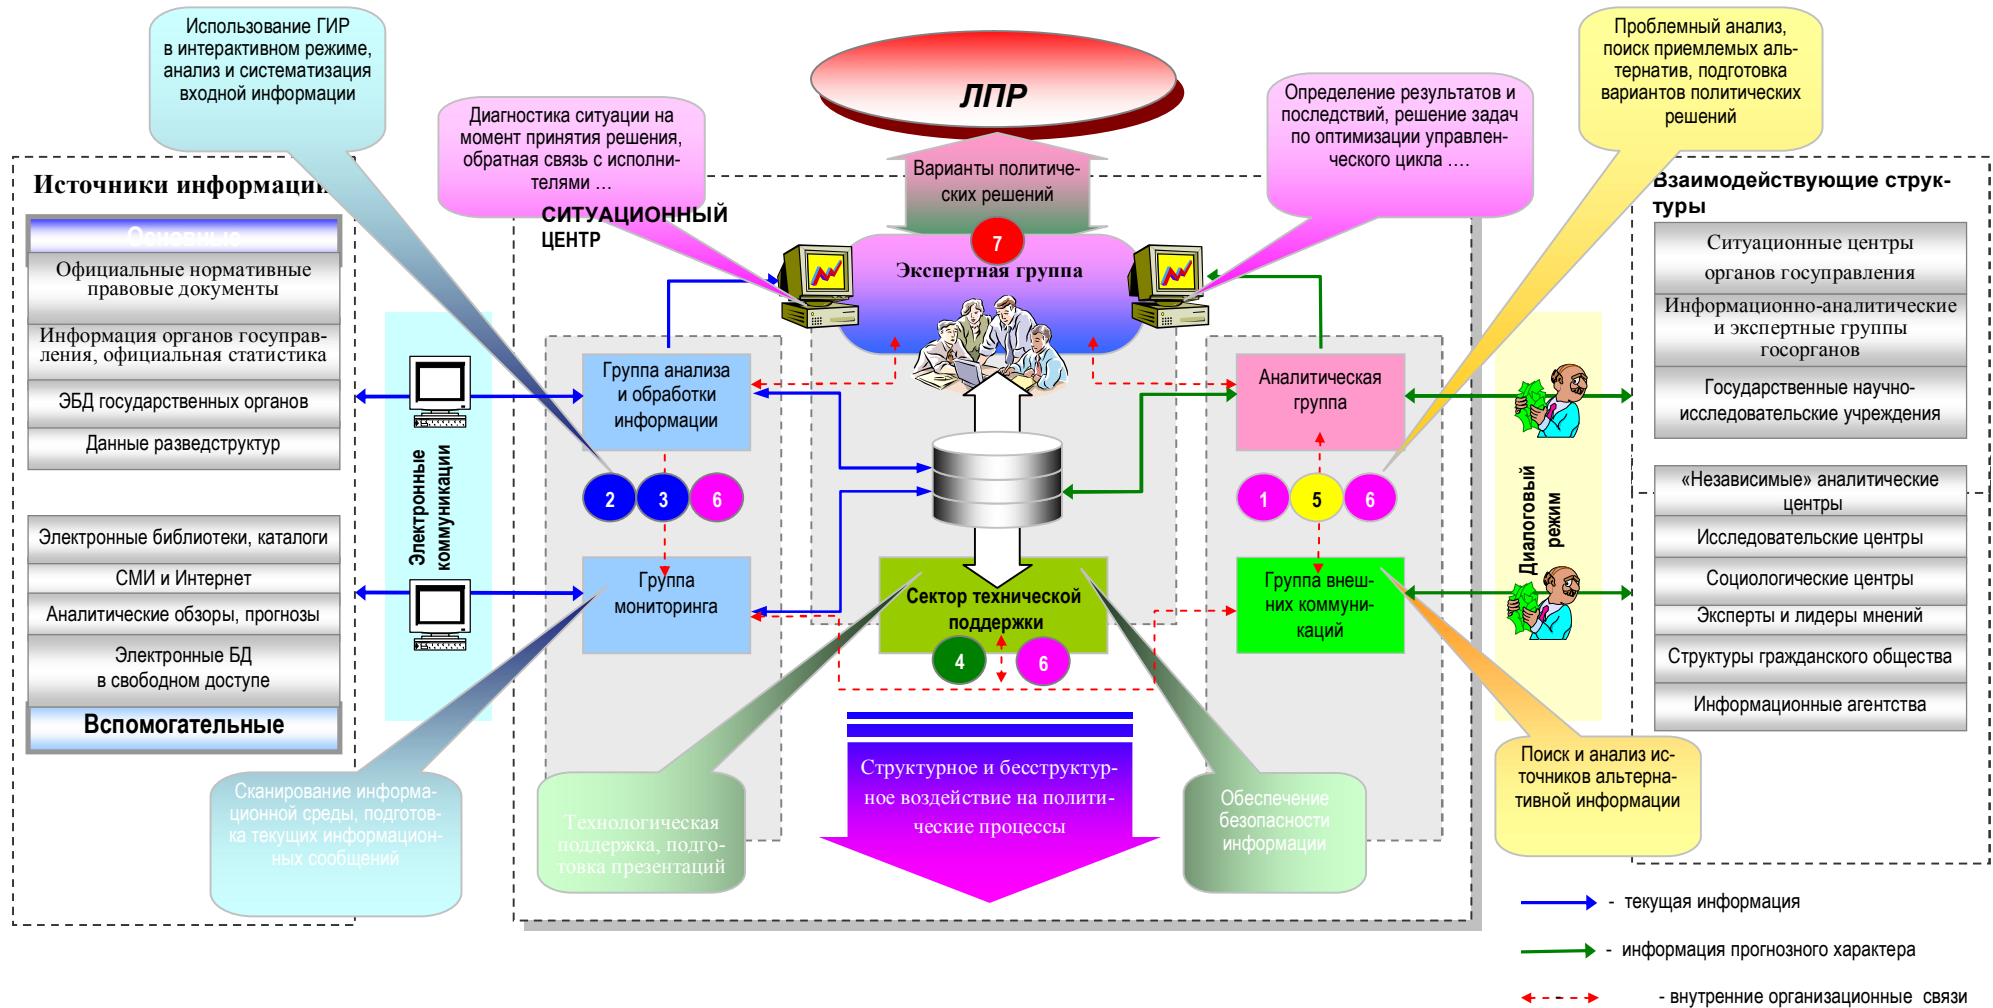 Использование ГИР
в интерактивном режиме,
анализ и систематизация
входной информации
Диагностика ситуации на
момент принятия решения,
обратная связь с исполни-
телями …
ЛПР
Варианты политиче-
ских решений
Определение результатов и
последствий, решение задач
по оптимизации управлен-
ческого цикла ….
Проблемный анализ,
поиск приемлемых аль-
тернатив, подготовка
вариантов политических
решений
Источники информации
Основные
Официальные нормативные
правовые документы
Информация органов госуправ-
ления, официальная статистика
ЭБД государственных органов
Данные разведструктур
Электронные библиотеки, каталоги
СМИ и Интернет
Аналитические обзоры, прогнозы
Электронные БД
в свободном доступе
Вспомогательные
Электронные
коммуникации
СИТУАЦИОННЫЙ
ЦЕНТР
7
Экспертная группа
Группа анализа
и обработки
информации
2
3
6
Группа
мониторинга
Аналитическая
группа
1
5
6
Группа внеш-
них коммуни-
каций
Сектор технической
поддержки
4
6
Структурное и бесструктур-
ное воздействие на полити-
ческие процессы
Диалоговый
режим
Взаимодействующие струк-
туры
Ситуационные центры
органов госуправления
Информационно-аналитические
и экспертные группы
госорганов
Государственные научно-
исследовательские учреждения
«Независимые» аналитические
центры
Исследовательские центры
Социологические центры
Эксперты и лидеры мнений
Структуры гражданского общества
Информационные агентства
Сканирование информа-
ционной среды, подготов-
ка текущих информацион-
ных сообщений
Технологическая
поддержка, подго-
товка презентаций
Обеспечение
безопасности
информации
Поиск и анализ ис-
точников альтерна-
тивной информации
- текущая информация
- информация прогнозного характера
- внутренние организационные связи